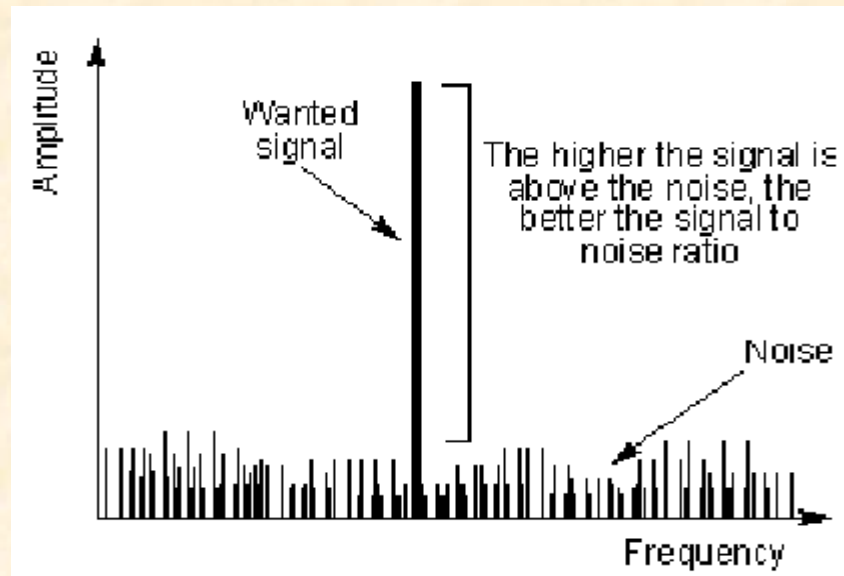 Amplitude
Wanted
signal
The higher the signal is
above the noise, the
better the signal to
noise ratio
Noise
Frequency